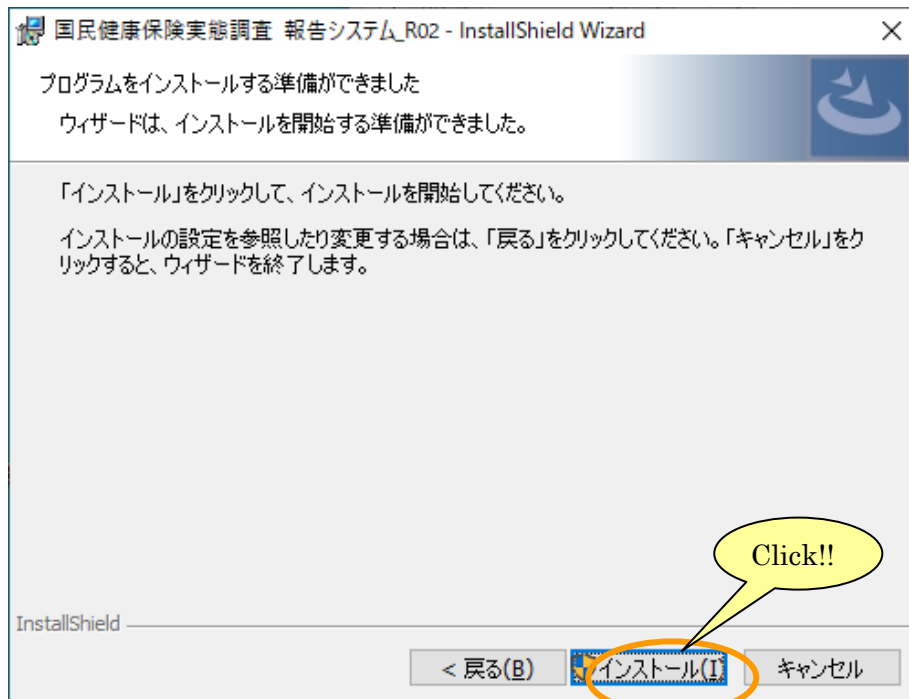 国民健康保険実態調査 報告システム_R02 - InstallShield Wizard
プログラムをインストールする準備ができました
ウィザードは、インストールを開始する準備ができました。
「インストール」をクリックして、インストールを開始してください。
インストールの設定を参照したり変更する場合は、「戻る」をクリックしてください。「キャンセル」をク
リックすると、ウィザードを終了します。
Click!!
InstallShield
< 戻る(B)
インストール(I)
キャンセル